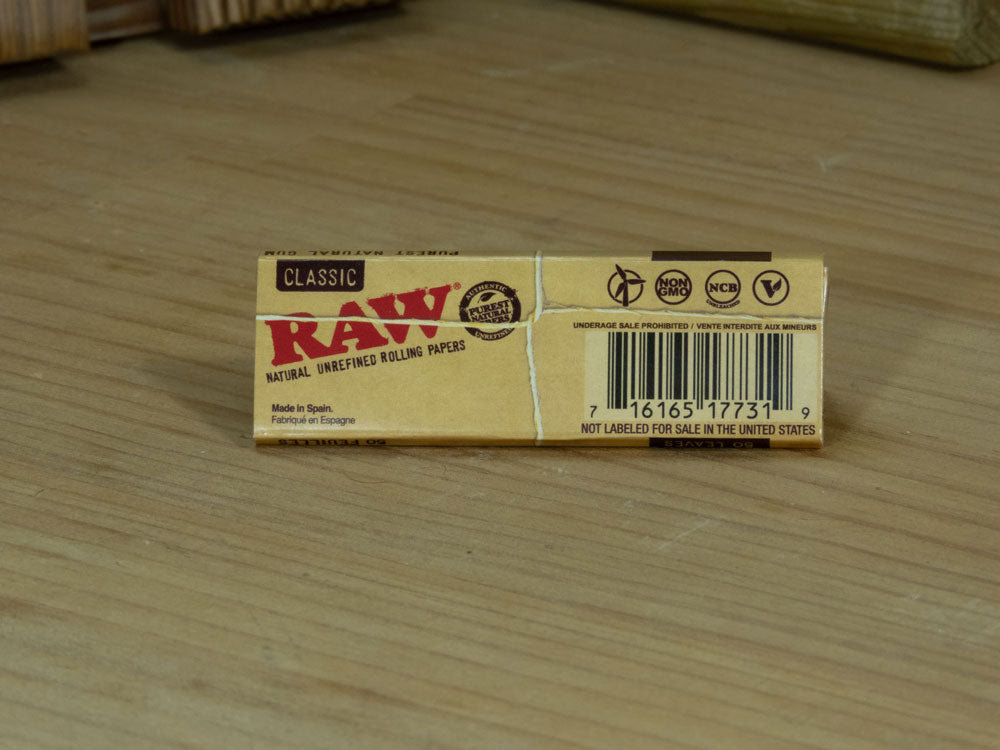 PUREST NATURAL GUM
CLASSIC
RAW®
NATURAL UNREFINED ROLLING PAPERS
AUTHENTIC
PUREST
NATURAL
UNREFINED
Made in Spain.
Fabriqué en Espagne
50 FEUILLES
NON
GMO
NCB
UNBLEACHED
V
UNDERAGE SALE PROHIBITED / VENTE INTERDITE AUX MINEURS
7 16165 17731 9
NOT LABELED FOR SALE IN THE UNITED STATES
50 LEAVES